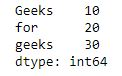 Geeks    10
for      20
geeks    30
dtype: int64